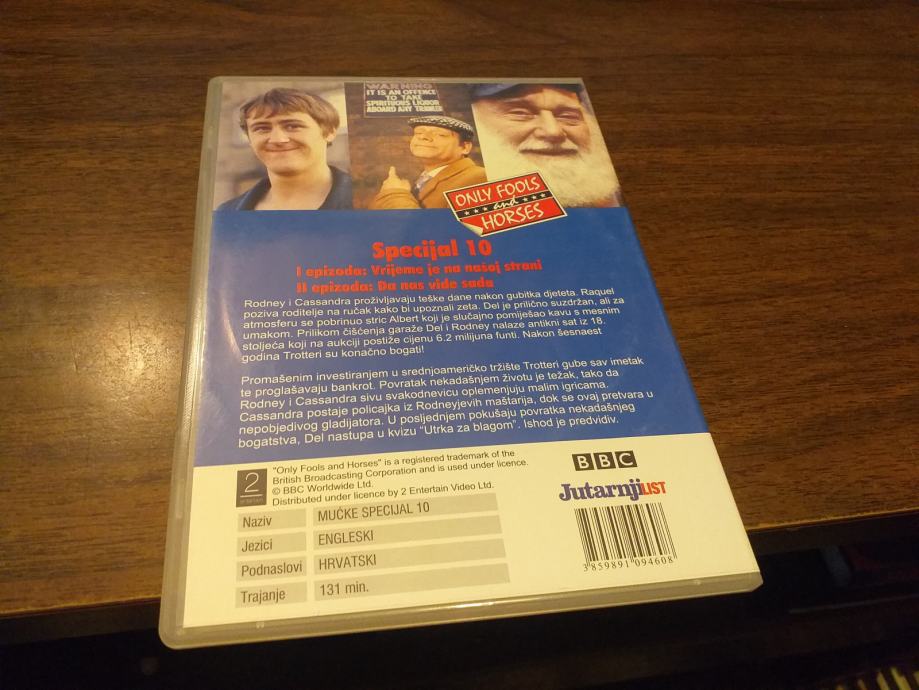 WARNING
IT IS AN OFFENCE
TO TAKE
SPIRITUOUS LIQUOR
ABOARD ANY TRAWLER
ONLY FOOLS
and
HORSES
Specijal 10
I epizoda: Vrijeme je na našoj strani
II epizoda: Da nas vide sada
Rodney i Cassandra proživljavaju teške dane nakon gubitka djeteta. Raquel
poziva roditelje na ručak kako bi upoznali zeta. Del je prilično suzdržan, ali za
atmosferu se pobrinuo stric Albert koji je slučajno pomiješao kavu s mesnim
umakom. Prilikom čišćenja garaže Del i Rodney nalaze antikni sat iz 18.
stoljeća koji na aukciji postiže cijenu 6.2 milijuna funti. Nakon šesnaest
godina Trotteri su konačno bogati!
Promašenim investiranjem u srednjoameričko tržište Trotteri gube sav imetak
te proglašavaju bankrot. Povratak nekadašnjem životu je težak, tako da
Rodney i Cassandra sivu svakodnevicu oplemenjuju malim igricama.
Cassandra postaje policajka iz Rodneyjevih maštarija, dok se ovaj pretvara u
nepobjedivog gladijatora. U posljednjem pokušaju povratka nekadašnjeg
bogatstva, Del nastupa u kvizu "Utrka za blagom". Ishod je predvidiv.
2
entertain
"Only Fools and Horses" is a registered trademark of the
British Broadcasting Corporation and is used under licence.
© BBC Worldwide Ltd.
Distributed under licence by 2 Entertain Video Ltd.
BBC
Jutarnji LIST
Naziv MUĆKE SPECIJAL 10
Jezici ENGLESKI
Podnaslovi HRVATSKI
Trajanje 131 min.
3859891094608